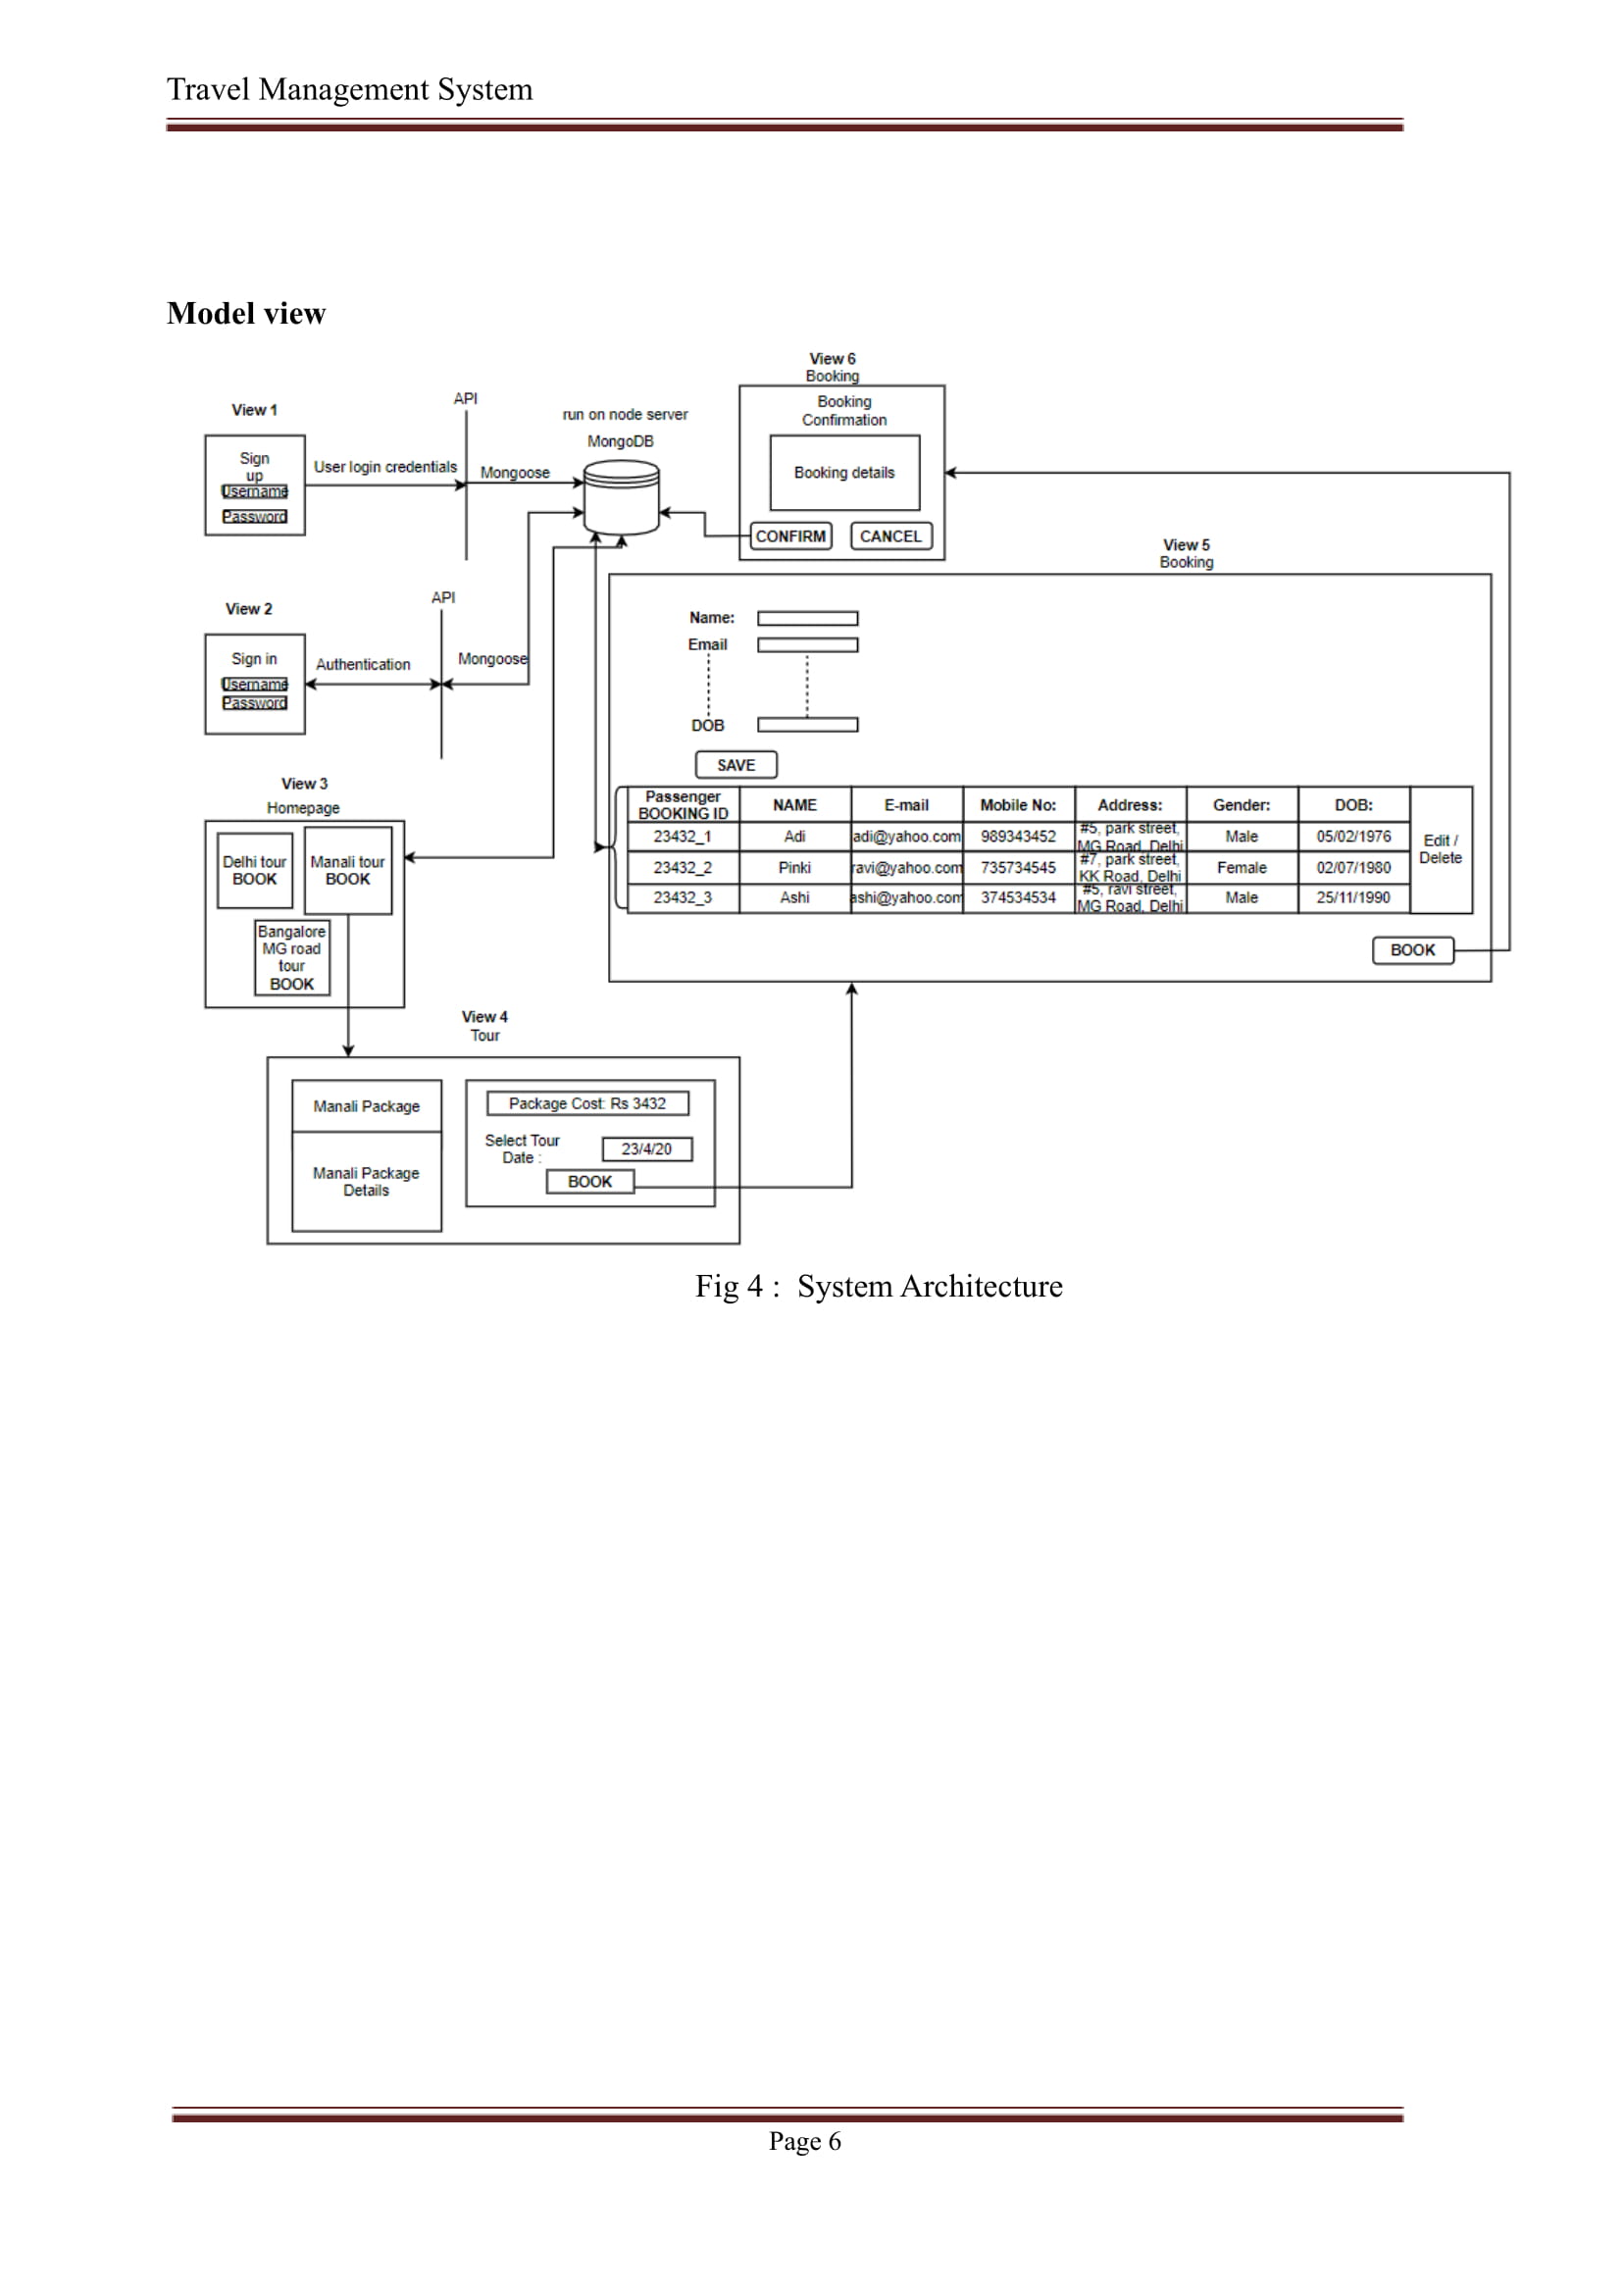 Travel Management System
Model view
View 1
Sign
up
Username
Password
User login credentials
API
Mongoose
run on node server
MongoDB
View 6
Booking
Booking
Confirmation
Booking details
CONFIRM
CANCEL
View 2
Sign in
Username
Password
Authentication
API
Mongoose
View 5
Booking
Name:
Email
DOB
SAVE
Passenger
BOOKING ID
NAME
E-mail
Mobile No:
Address:
Gender:
DOB:
23432_1
Adi
adi@yahoo.com
989343452
#5, park street,
MG Road, Delhi
Male
05/02/1976
23432_2
Pinki
ravi@yahoo.com
735734545
#7, park street,
KK Road, Delhi
Female
02/07/1980
23432_3
Ashi
ashi@yahoo.com
374534534
#5, ravi street,
MG Road, Delhi
Male
25/11/1990
Edit /
Delete
BOOK
View 3
Homepage
Delhi tour
BOOK
Manali tour
BOOK
Bangalore
MG road
tour
BOOK
View 4
Tour
Manali Package
Manali Package
Details
Package Cost: Rs 3432
Select Tour
Date :
23/4/20
BOOK
Fig 4 : System Architecture
Page 6